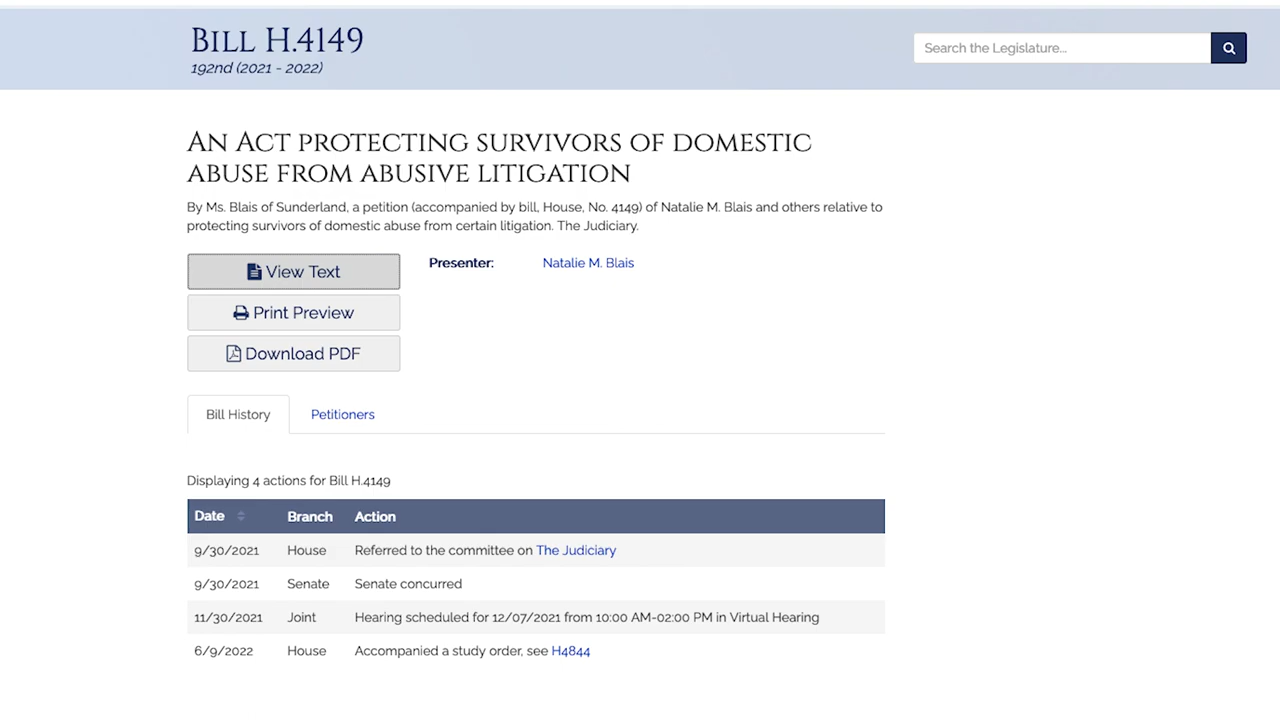 Bill H.4149
192nd (2021 - 2022)
Search the Legislature...
An Act protecting survivors of domestic
abuse from abusive litigation
By Ms. Blais of Sunderland, a petition (accompanied by bill, House, No. 4149) of Natalie M. Blais and others relative to
protecting survivors of domestic abuse from certain litigation. The Judiciary.
View Text
Presenter: Natalie M. Blais
Print Preview
Download PDF
Bill History Petitioners
Displaying 4 actions for Bill H.4149
Date Branch Action
9/30/2021 House Referred to the committee on The Judiciary
9/30/2021 Senate Senate concurred
11/30/2021 Joint Hearing scheduled for 12/07/2021 from 10:00 AM-02:00 PM in Virtual Hearing
6/9/2022 House Accompanied a study order, see H4844